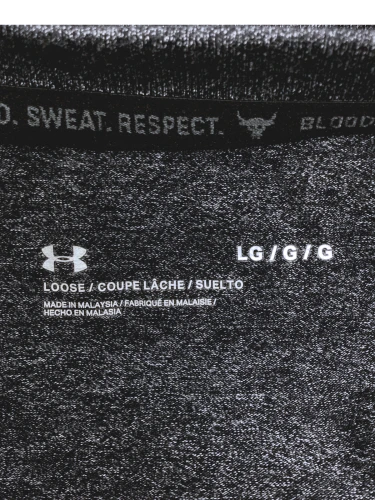 D. SWEAT. RESPECT. BLOOD
LG / G / G
LOOSE / COUPE LÂCHE / SUELTO
MADE IN MALAYSIA / FABRIQUÉ EN MALAISIE /
HECHO EN MALASIA